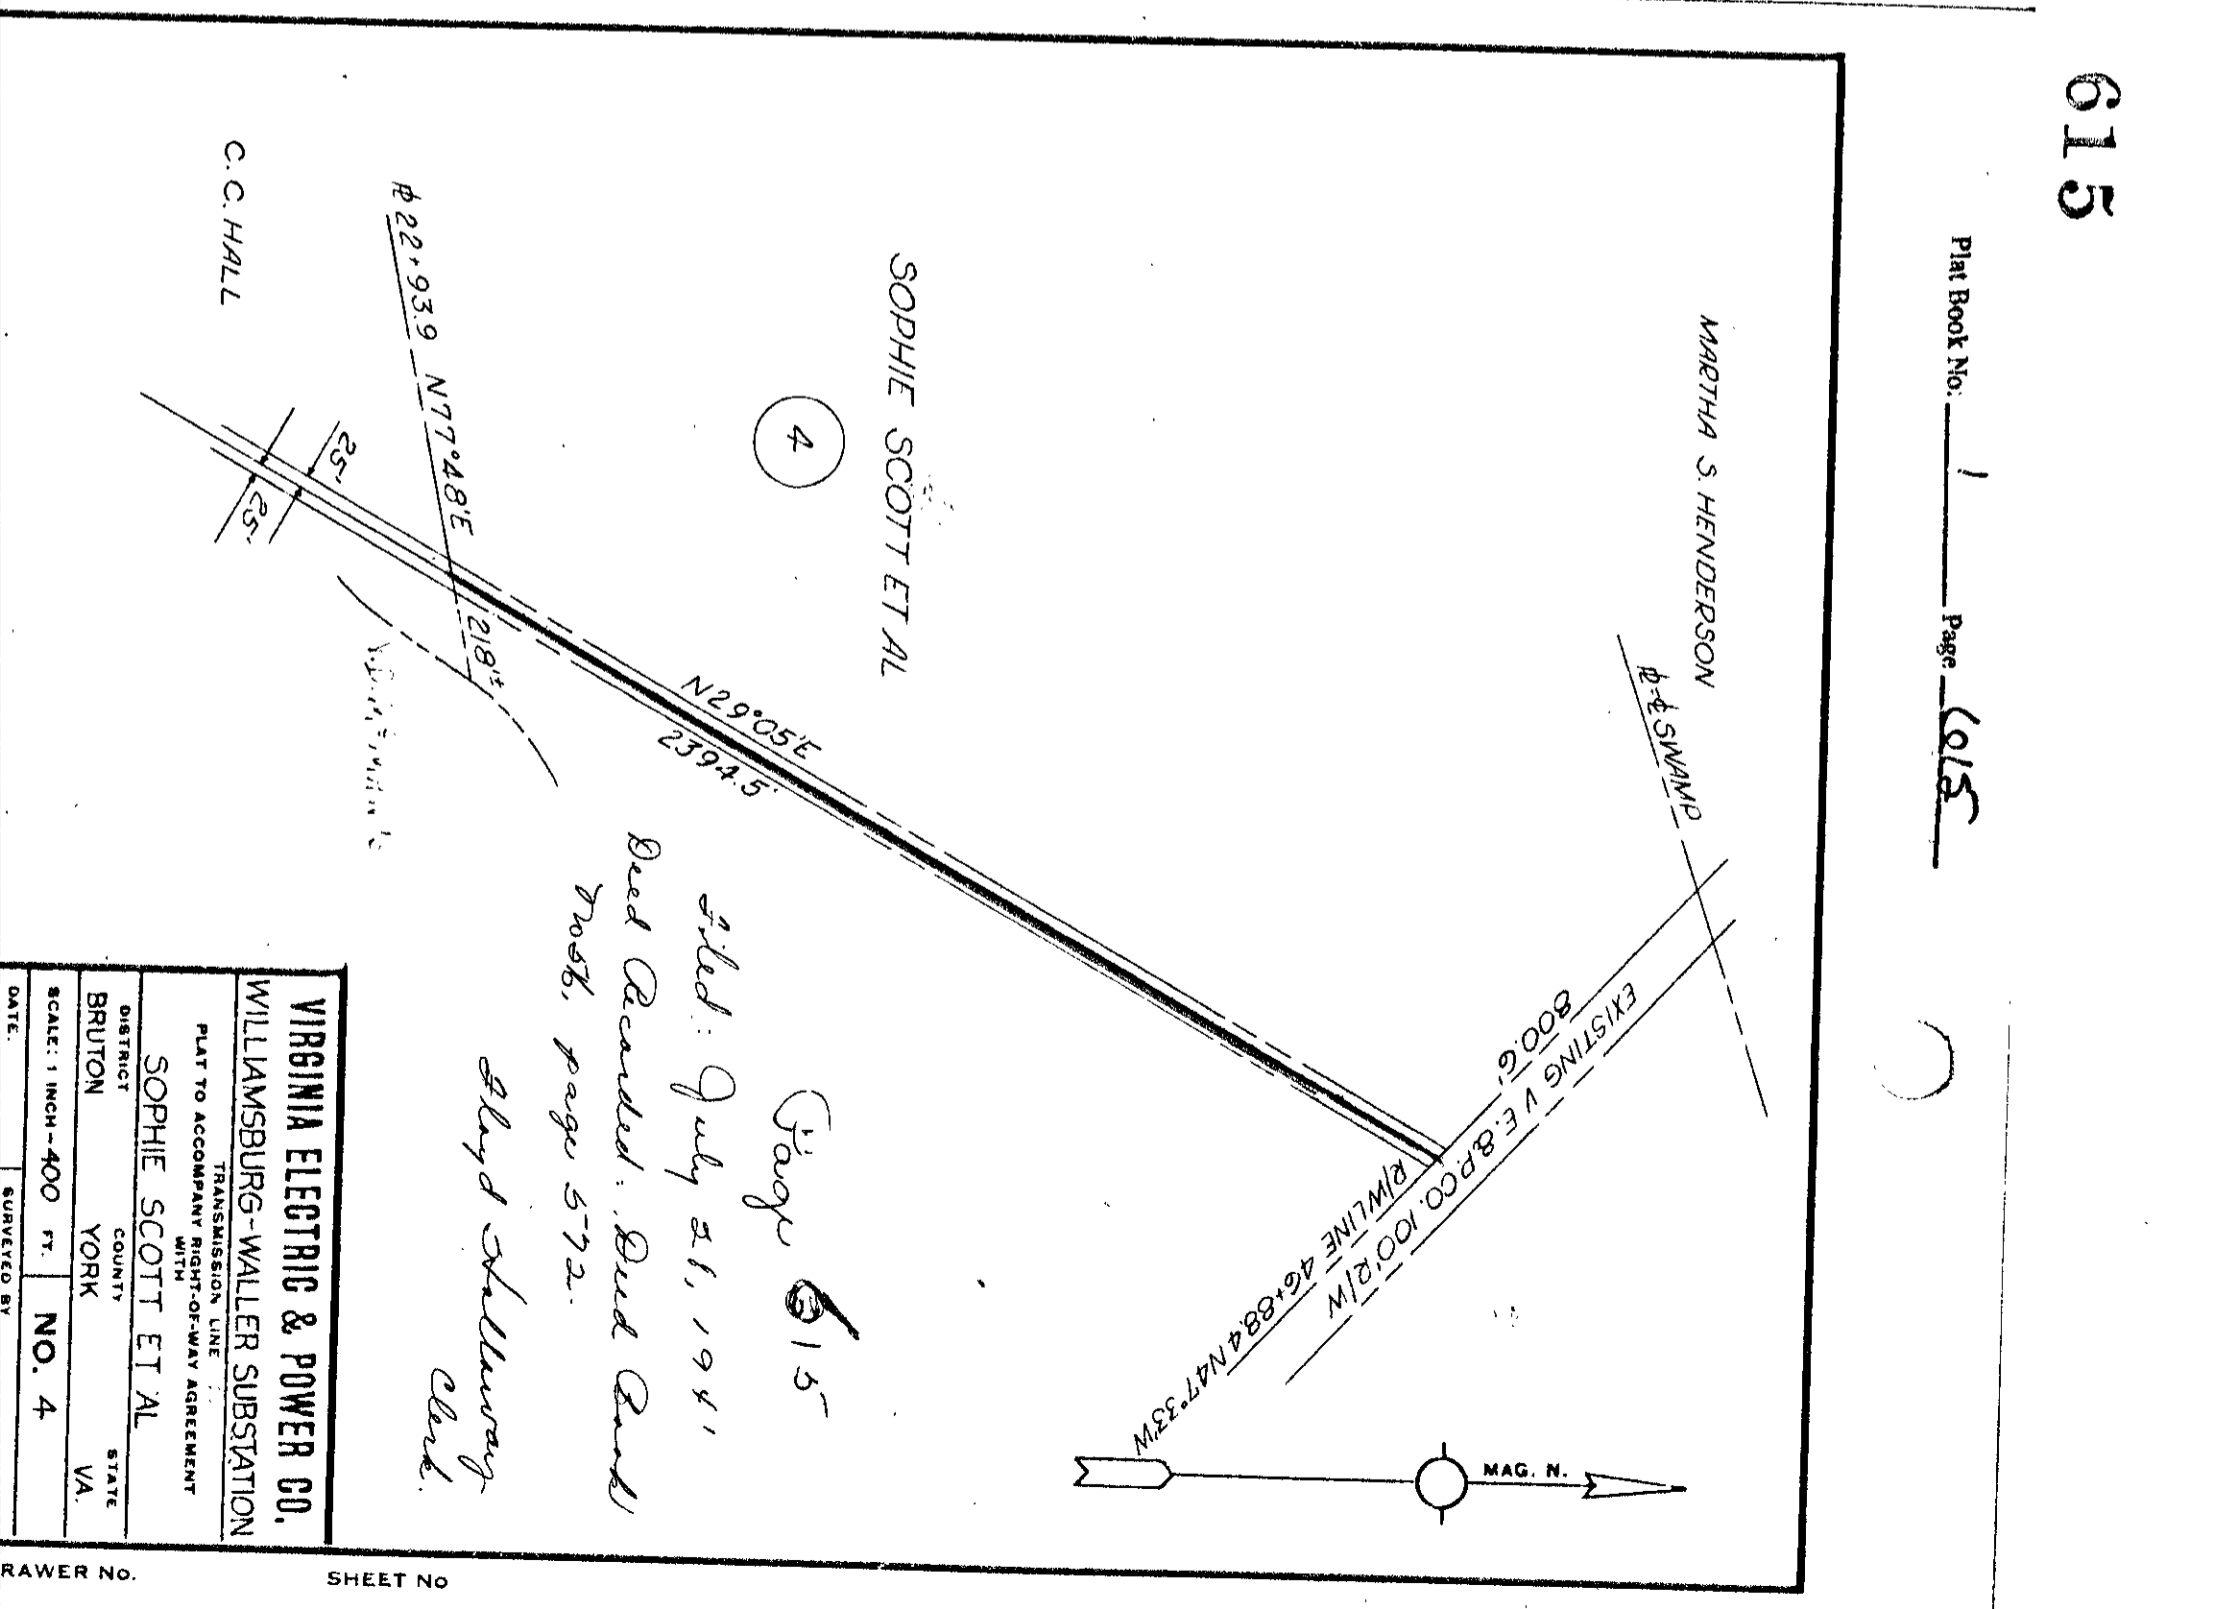 615
Plat Book No: 1 Page 615
MARTHA S. HENDERSON
⅊=℄ SWAMP
EXISTING V.E.&P.CO. 100' R/W
800.6'
R/W LINE 46+88.4 N47°33'W
MAG. N.
SOPHIE SCOTT ET AL
4
N29°05'E
2394.5'
⅊ 22+93.9 N77°48'E
218'±
25'
25'
C.C. HALL
Page 615
Filed: July 21, 1941
Deed Recorded: Deed Book
page 572.
Floyd Holloway
Clerk.
VIRGINIA ELECTRIC & POWER CO.
WILLIAMSBURG-WALLER SUBSTATION
TRANSMISSION LINE
PLAT TO ACCOMPANY RIGHT-OF-WAY AGREEMENT
WITH
SOPHIE SCOTT ET AL
DISTRICT COUNTY STATE
BRUTON YORK VA.
SCALE: 1 INCH-400 FT. NO. 4
DATE: SURVEYED BY
RAWER NO. SHEET NO